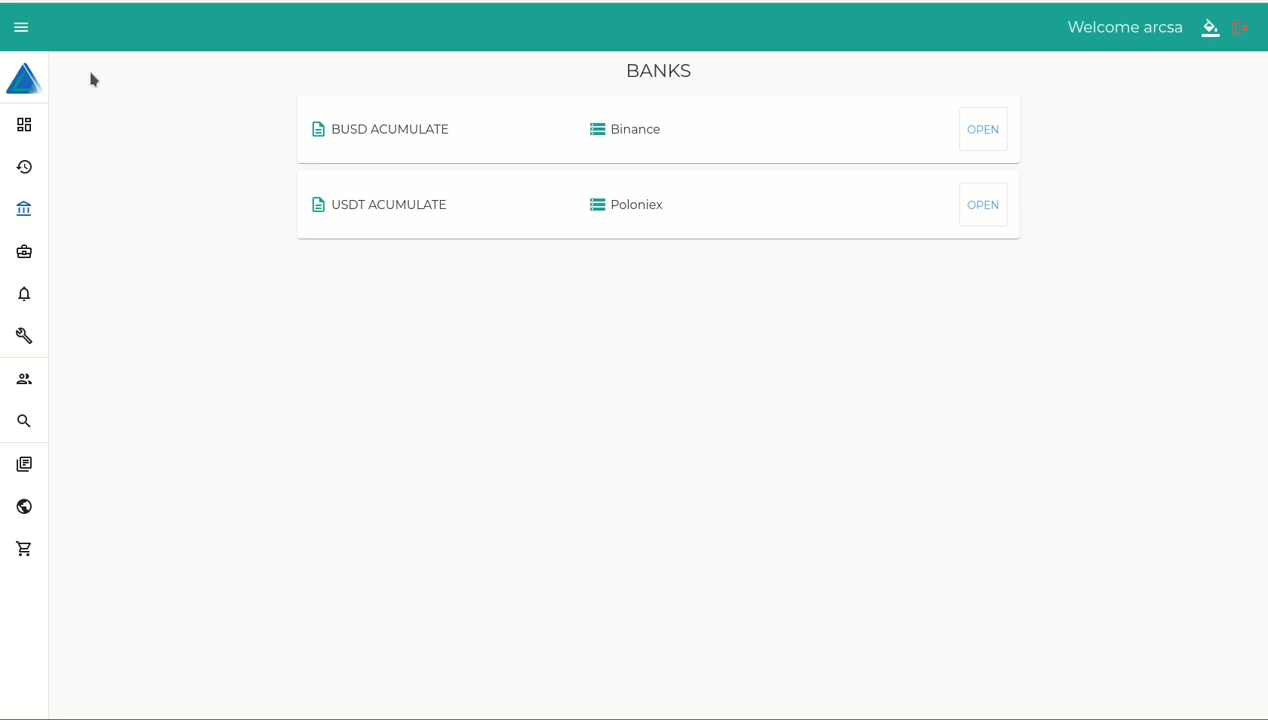 Welcome arcsa
BANKS
BUSD ACUMULATE Binance OPEN
USDT ACUMULATE Poloniex OPEN